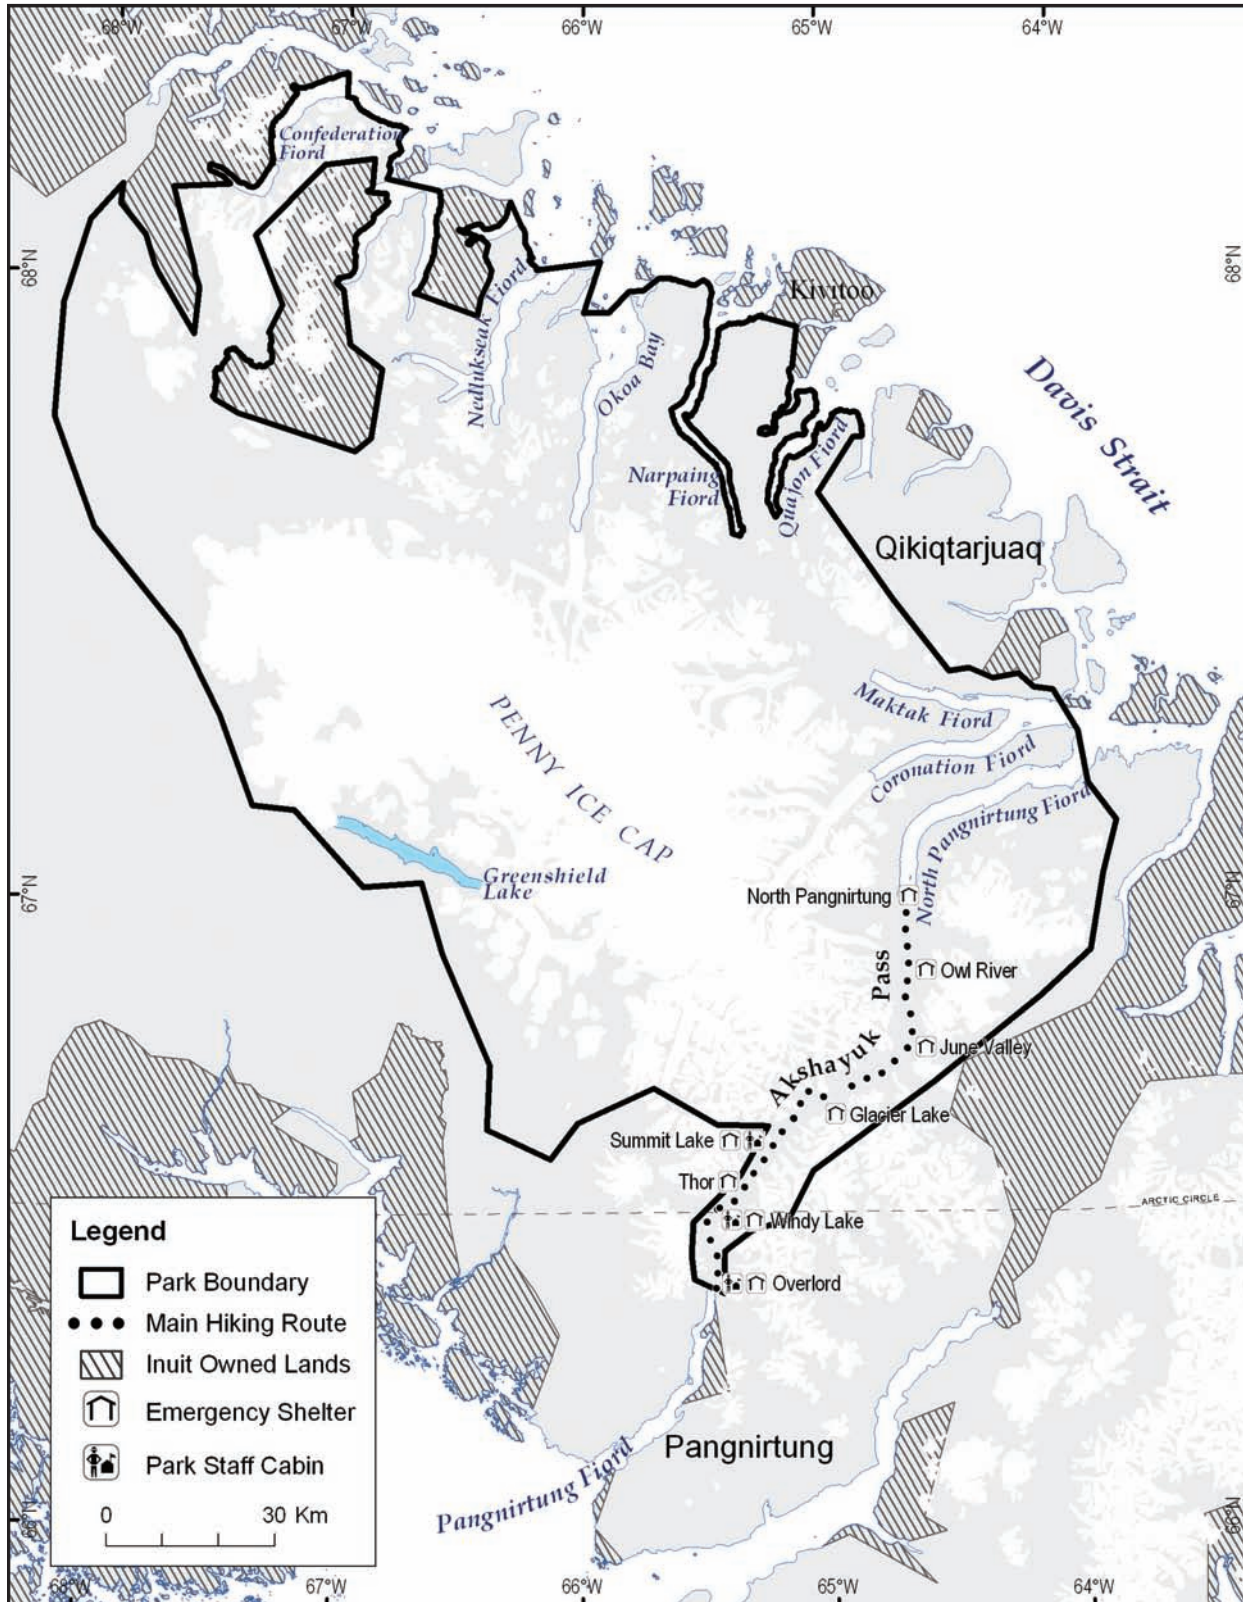 68°W
67°W
66°W
65°W
64°W
Confederation
Fiord
68°N
68°N
Nedlukseak Fiord
Okoa Bay
Kivitoo
Davis Strait
Narpaing
Fiord
Quajon Fiord
Qikiqtarjuaq
Maktak Fiord
Coronation Fiord
North Pangnirtung Fiord
PENNY ICE CAP
Greenshield
Lake
67°N
67°N
North Pangnirtung
Owl River
Akshayuk Pass
June Valley
Glacier Lake
Summit Lake
Thor
ARCTIC CIRCLE
Windy Lake
Overlord
Pangnirtung
Pangnirtung Fiord
Legend
Park Boundary
Main Hiking Route
Inuit Owned Lands
Emergency Shelter
Park Staff Cabin
0 30 Km
66°N
66°N
68°W
67°W
66°W
65°W
64°W